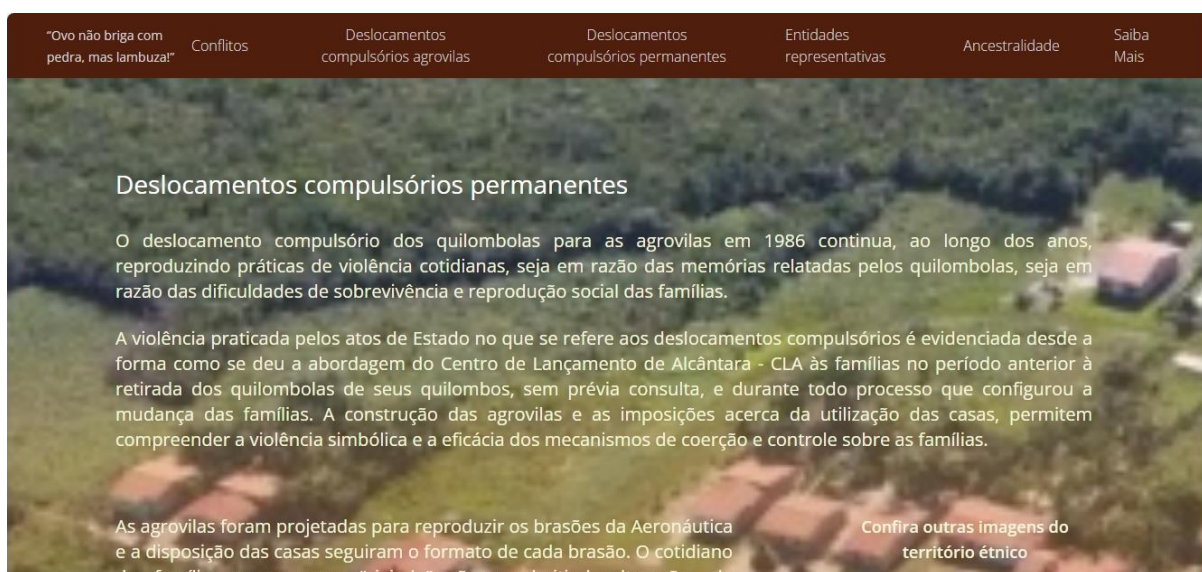 “Ovo não briga com
pedra, mas lambuza!”
Conflitos
Deslocamentos
compulsórios agrovilas
Deslocamentos
compulsórios permanentes
Entidades
representativas
Ancestralidade
Saiba
Mais
Deslocamentos compulsórios permanentes
O deslocamento compulsório dos quilombolas para as agrovilas em 1986 continua, ao longo dos anos,
reproduzindo práticas de violência cotidianas, seja em razão das memórias relatadas pelos quilombolas, seja em
razão das dificuldades de sobrevivência e reprodução social das famílias.
A violência praticada pelos atos de Estado no que se refere aos deslocamentos compulsórios é evidenciada desde a
forma como se deu a abordagem do Centro de Lançamento de Alcântara - CLA às famílias no período anterior à
retirada dos quilombolas de seus quilombos, sem prévia consulta, e durante todo processo que configurou a
mudança das famílias. A construção das agrovilas e as imposições acerca da utilização das casas, permitem
compreender a violência simbólica e a eficácia dos mecanismos de coerção e controle sobre as famílias.
As agrovilas foram projetadas para reproduzir os brasões da Aeronáutica
e a disposição das casas seguiram o formato de cada brasão. O cotidiano
Confira outras imagens do
território étnico